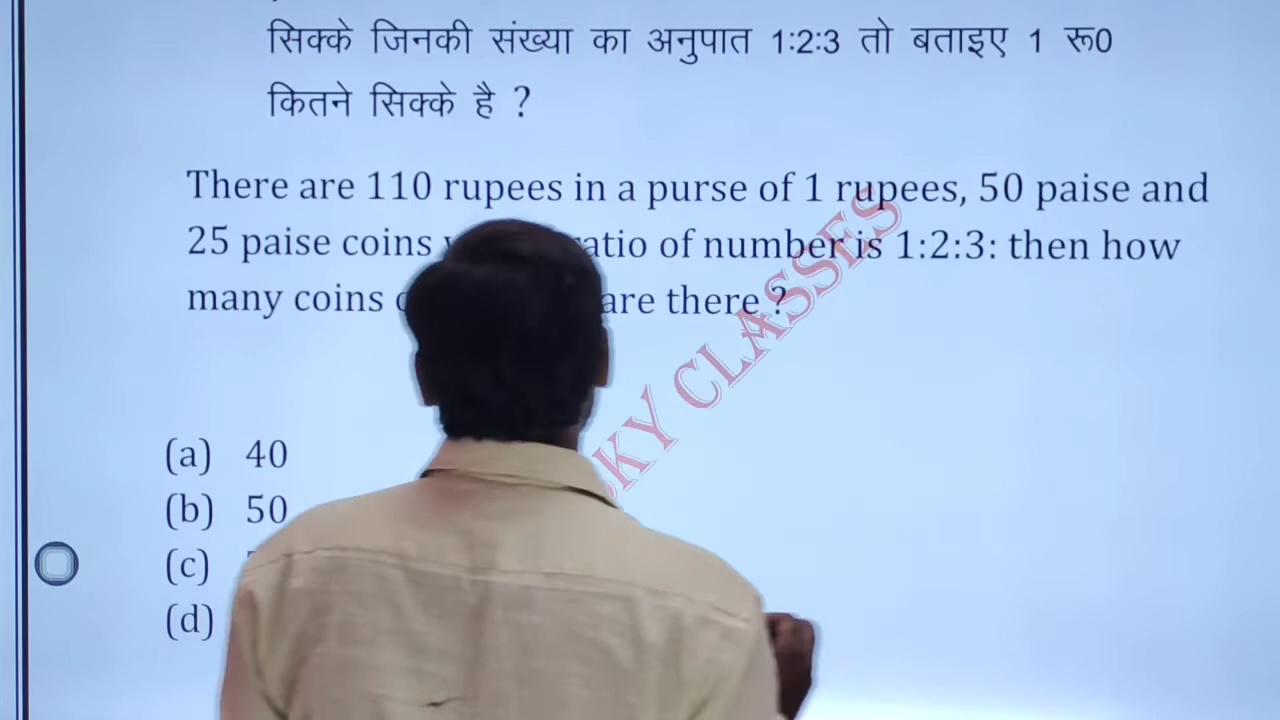 सिक्के जिनकी संख्या का अनुपात 1:2:3 तो बताइए 1 रू0
कितने सिक्के है ?
There are 110 rupees in a purse of 1 rupees, 50 paise and
25 paise coins ratio of number is 1:2:3: then how
many coins are there ?
KY CLASSES
(a) 40
(b) 50
(c)
(d)